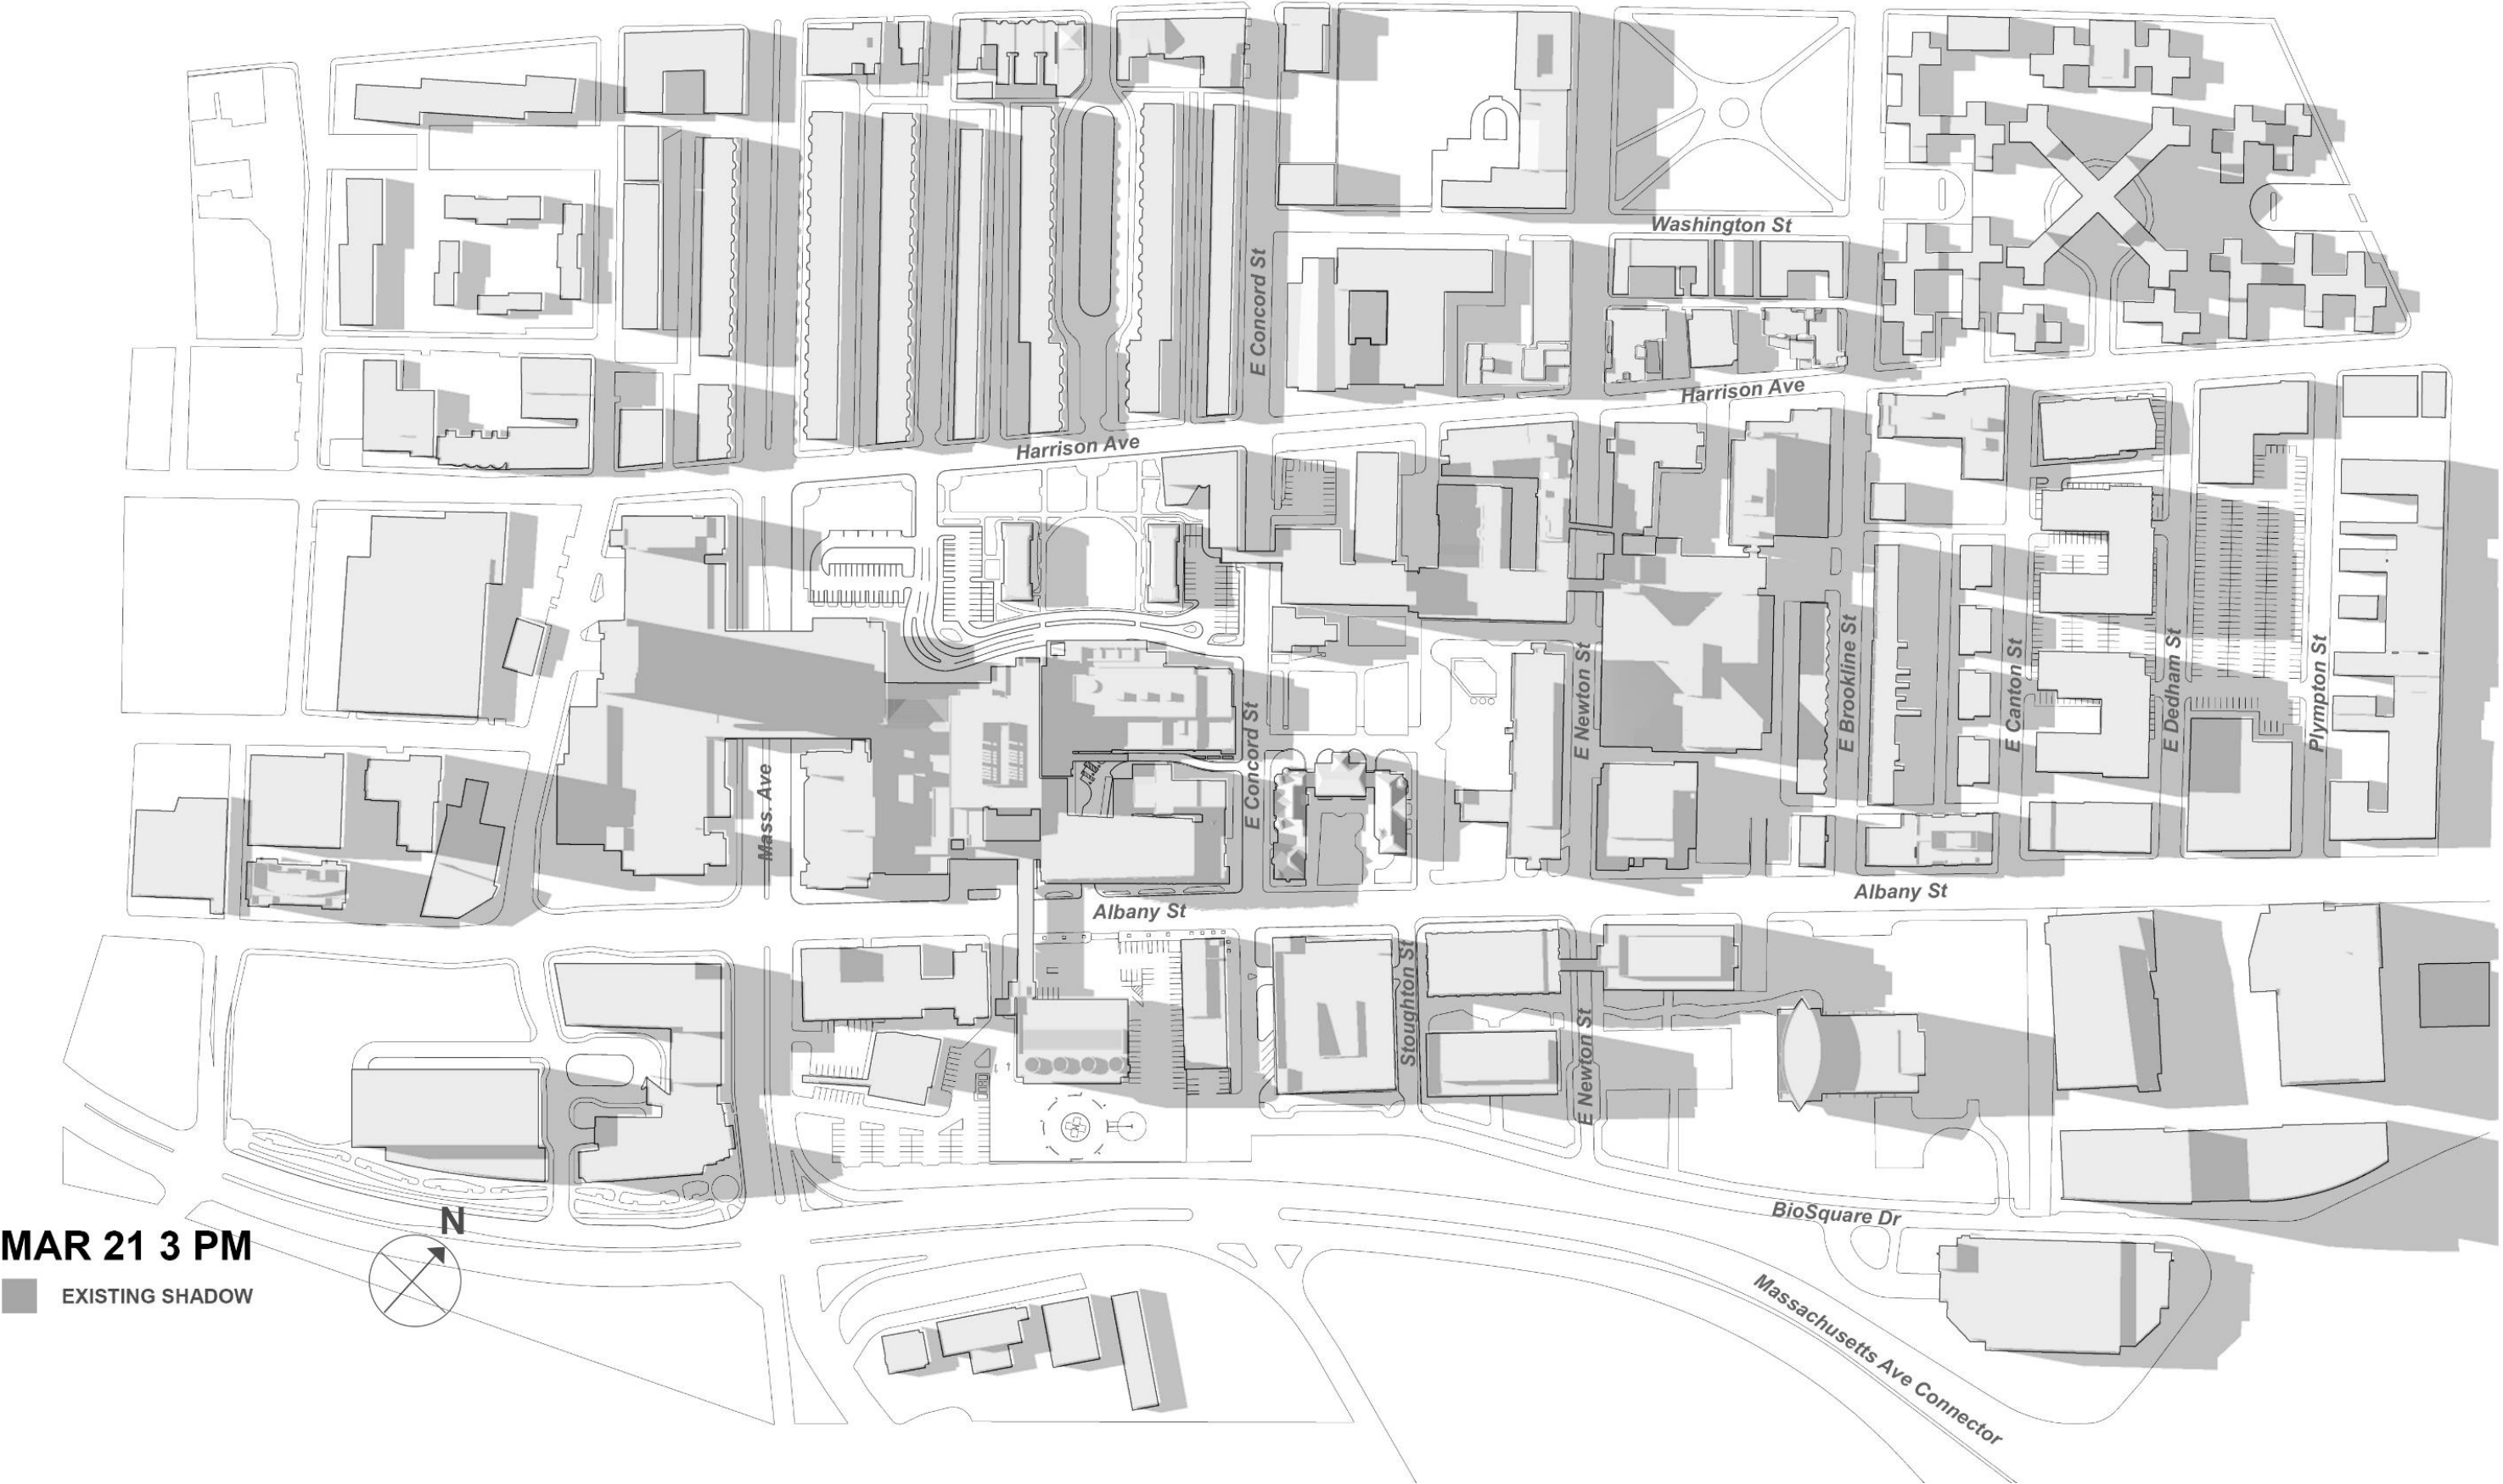 Washington St
E Concord St
Harrison Ave
Harrison Ave
E Newton St
E Brookline St
E Canton St
E Dedham St
Plympton St
E Concord St
Mass. Ave
Albany St
Albany St
Stoughton St
E Newton St
BioSquare Dr
Massachusetts Ave Connector
N
MAR 21 3 PM
EXISTING SHADOW